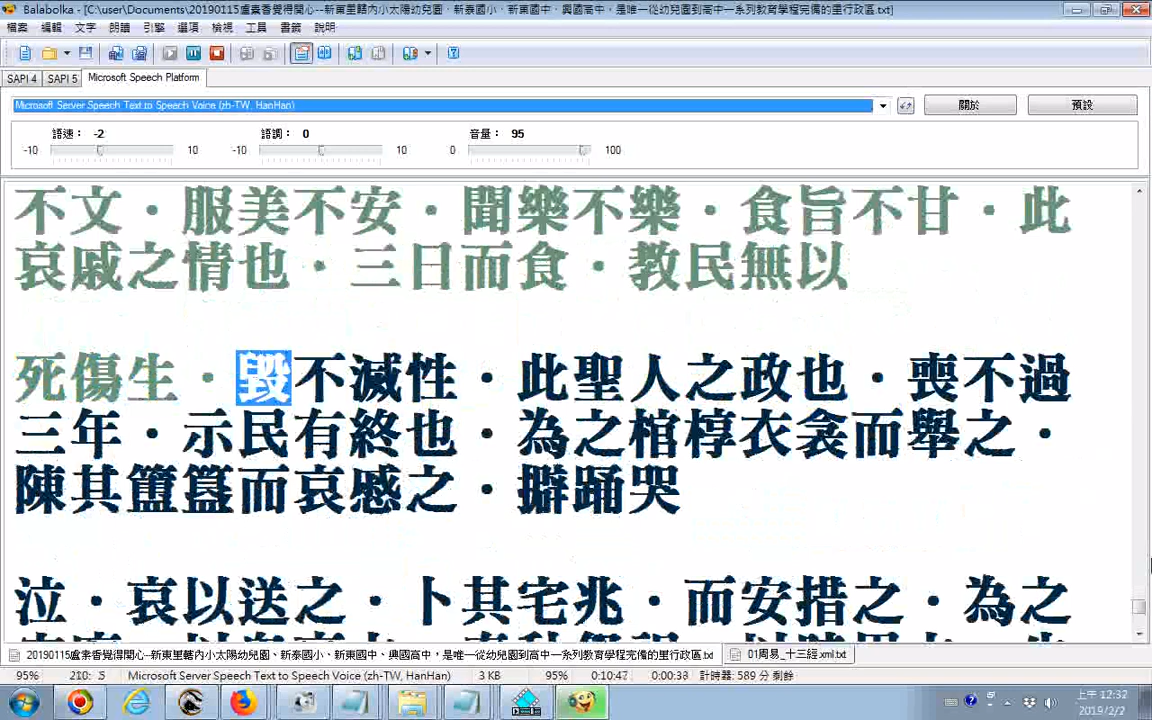 Balabolka - [C:\user\Documents\20190115盧素香覺得開心--新東里轄內小太陽幼兒園、新泰國小、新東國中、興國高中，是唯一從幼兒園到高中一系列教育學程完備的里行政區.txt]
檔案 編輯 文字 朗讀 引擎 選項 檢視 工具 書籤 說明
SAPI 4 SAPI 5 Microsoft Speech Platform
Microsoft Server Speech Text to Speech Voice (zh-TW, HanHan)
關於 預設
語速： -2 語調： 0 音量： 95
-10 10 -10 10 0 100
不文．服美不安．聞樂不樂．食旨不甘．此
哀戚之情也．三日而食．教民無以
死傷生．毀不滅性．此聖人之政也．喪不過
三年．示民有終也．為之棺椁衣衾而舉之．
陳其簠簋而哀慼之．擗踊哭
泣．哀以送之．卜其宅兆．而安措之．為之
20190115盧素香覺得開心--新東里轄內小太陽幼兒園、新泰國小、新東國中、興國高中，是唯一從幼兒園到高中一系列教育學程完備的里行政區.txt 01周易_十三經.xml.txt
95% 210: 5 Microsoft Server Speech Text to Speech Voice (zh-TW, HanHan) 3 KB 95% 0:10:47 0:00:33 計時器: 589 分 剩餘
上午 12:32
2019/2/2